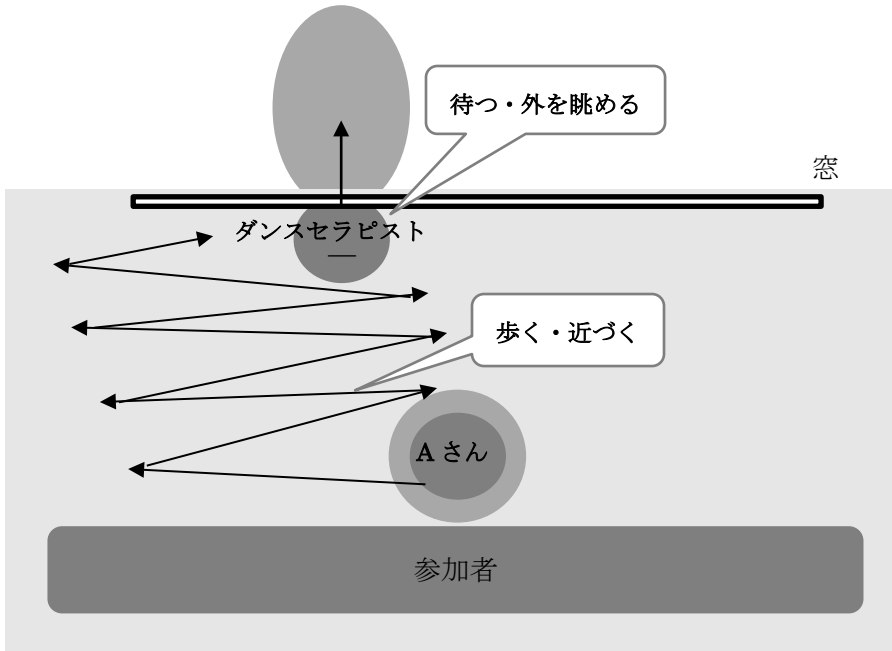 待つ・外を眺める
窓
ダンスセラピスト
歩く・近づく
Aさん
参加者